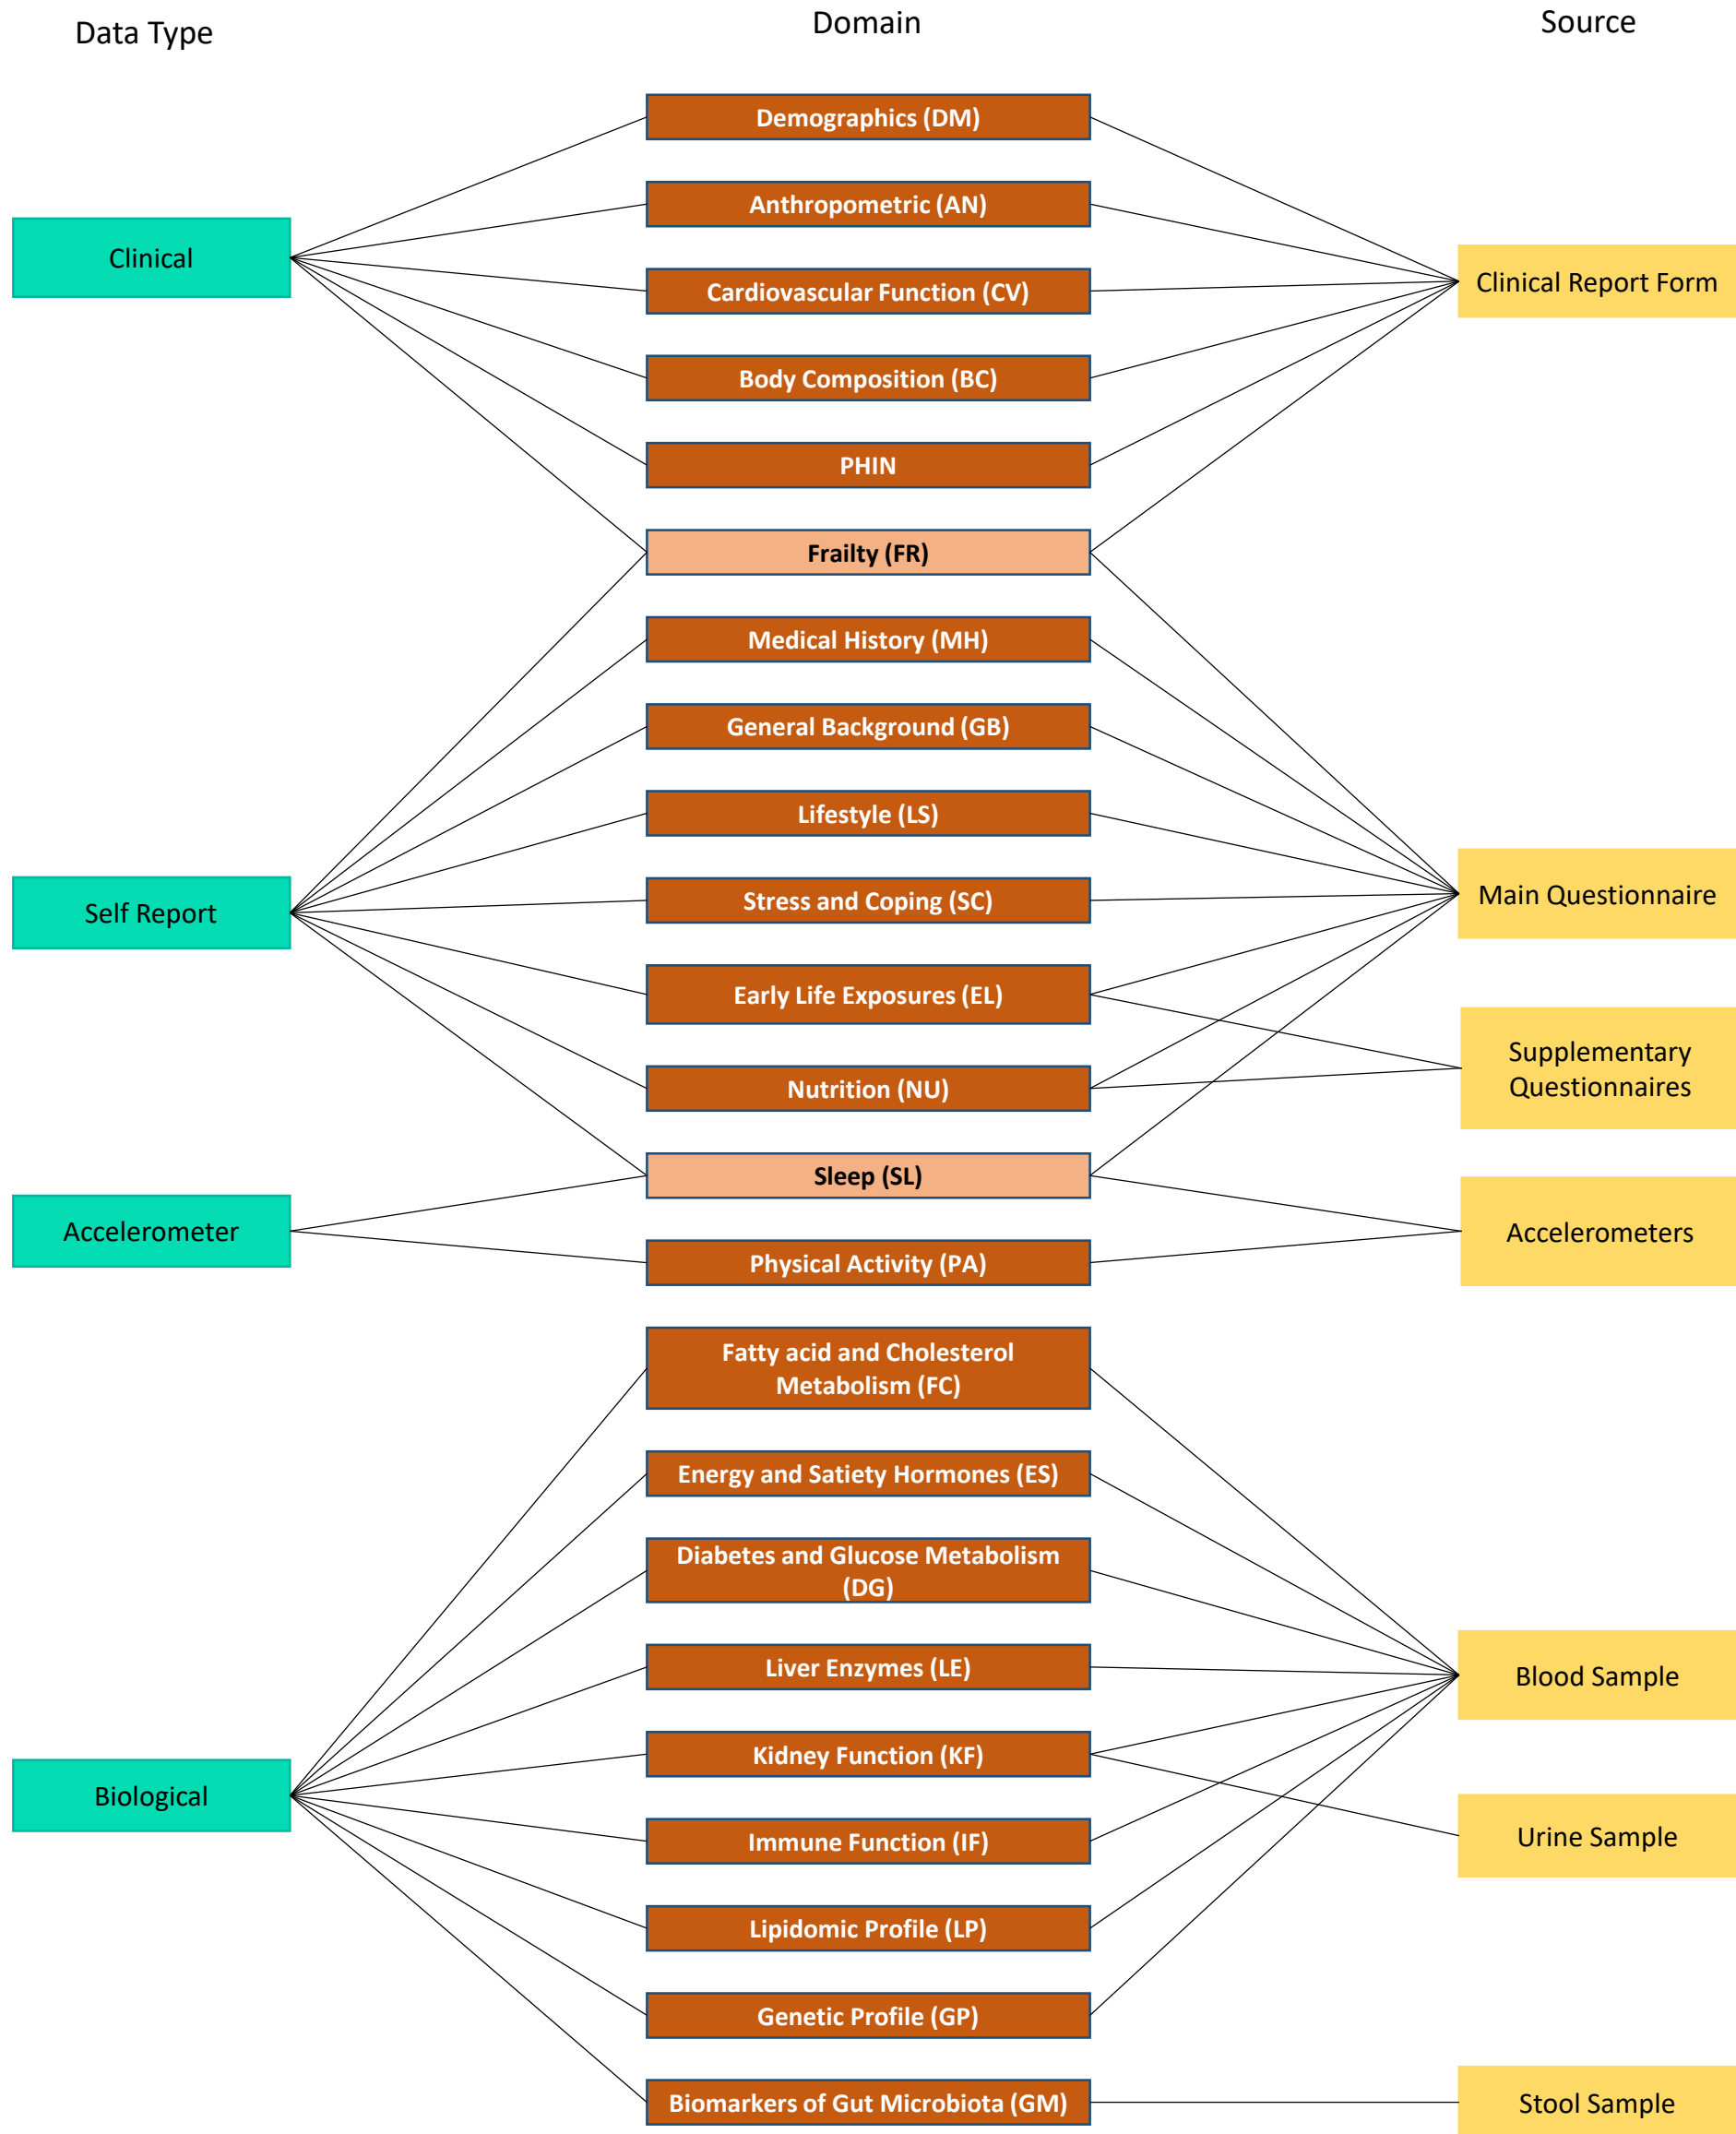 Data Type
Domain
Source
Demographics (DM)
Anthropometric (AN)
Clinical
Cardiovascular Function (CV)
Clinical Report Form
Body Composition (BC)
PHIN
Frailty (FR)
Medical History (MH)
General Background (GB)
Lifestyle (LS)
Self Report
Stress and Coping (SC)
Main Questionnaire
Early Life Exposures (EL)
Supplementary
Questionnaires
Nutrition (NU)
Sleep (SL)
Accelerometer
Accelerometers
Physical Activity (PA)
Fatty acid and Cholesterol
Metabolism (FC)
Energy and Satiety Hormones (ES)
Diabetes and Glucose Metabolism
(DG)
Liver Enzymes (LE)
Blood Sample
Kidney Function (KF)
Biological
Immune Function (IF)
Urine Sample
Lipidomic Profile (LP)
Genetic Profile (GP)
Biomarkers of Gut Microbiota (GM)
Stool Sample